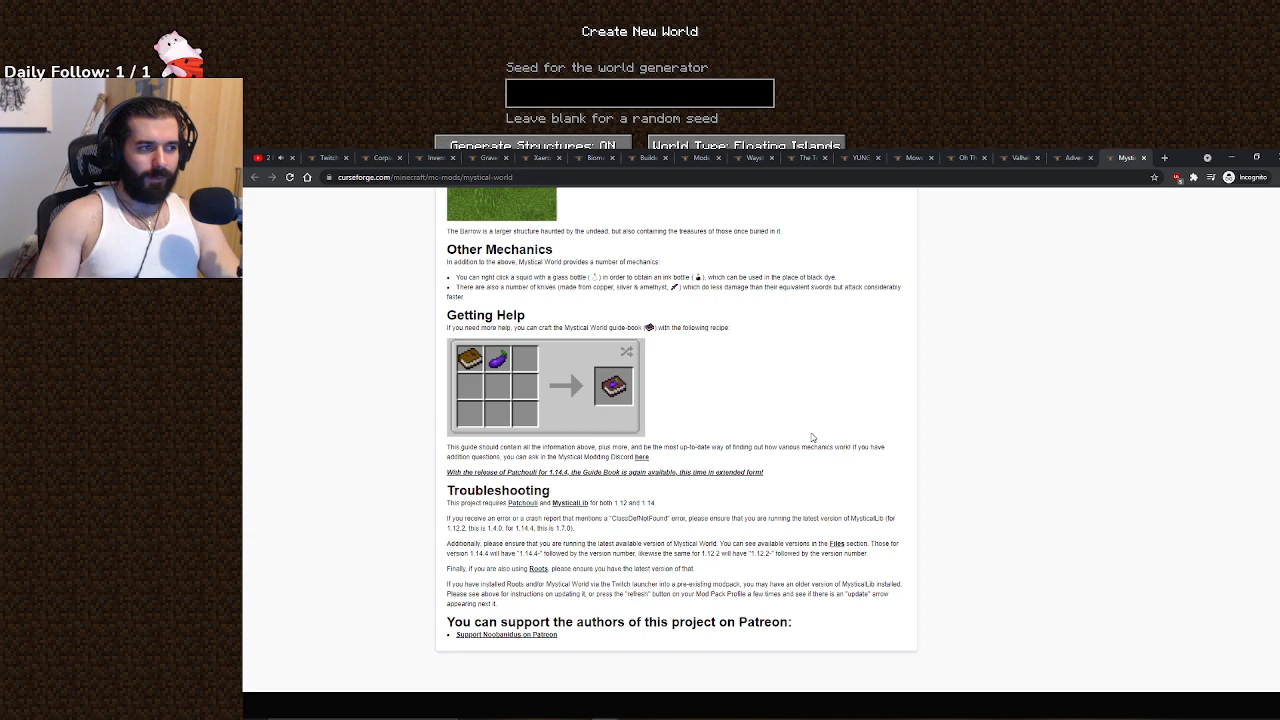 Create New World
Daily Follow: 1 / 1
Seed for the world generator
Leave blank for a random seed
Generate Structures: ON
World Type: Floating Islands
2
Twitch
Corps
Inven
Grave
Xaero
Biom
Builde
Mods
Ways
The T
YUNG
Mow
Oh Th
Valhe
Adve
Mysti
curseforge.com/minecraft/mc-mods/mystical-world
Incognito
The Barrow is a larger structure haunted by the undead, but also containing the treasures of those once buried in it.
Other Mechanics
In addition to the above, Mystical World provides a number of mechanics:
You can right click a squid with a glass bottle ( ) in order to obtain an ink bottle ( ), which can be used in the place of black dye.
There are also a number of knives (made from copper, silver & amethyst, ) which do less damage than their equivalent swords but attack considerably
faster.
Getting Help
If you need more help, you can craft the Mystical World guide-book ( ) with the following recipe:
This guide should contain all the information above, plus more, and be the most up-to-date way of finding out how various mechanics work! If you have
addition questions, you can ask in the Mystical Modding Discord here
With the release of Patchouli for 1.14.4, the Guide Book is again available, this time in extended form!
Troubleshooting
This project requires Patchouli and MysticalLib for both 1.12 and 1.14.
If you receive an error or a crash report that mentions a "ClassDefNotFound" error, please ensure that you are running the latest version of MysticalLib (for
1.12.2, this is 1.4.0, for 1.14.4, this is 1.7.0).
Additionally, please ensure that you are running the latest available version of Mystical World. You can see available versions in the Files section. Those for
version 1.14.4 will have "1.14.4-" followed by the version number, likewise the same for 1.12.2 will have "1.12.2-" followed by the version number.
Finally, if you are also using Roots, please ensure you have the latest version of that.
If you have installed Roots and/or Mystical World via the Twitch launcher into a pre-existing modpack, you may have an older version of MysticalLib installed.
Please see above for instructions on updating it, or press the "refresh" button on your Mod Pack Profile a few times and see if there is an "update" arrow
appearing next it.
You can support the authors of this project on Patreon:
Support Noobanidus on Patreon